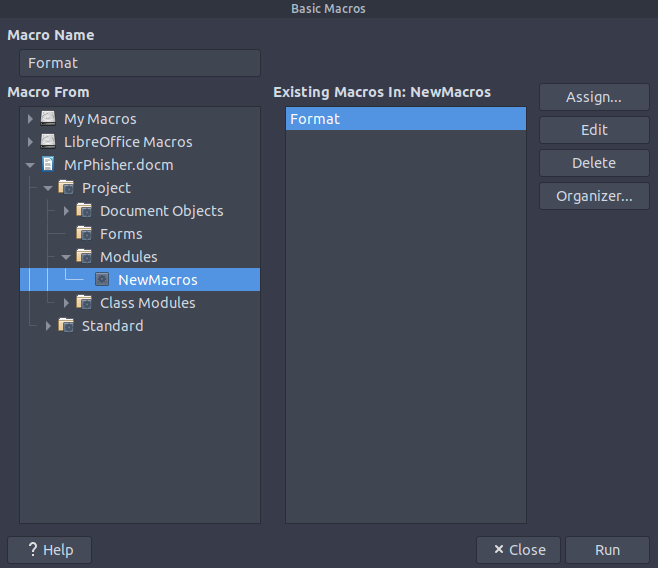 Basic Macros
Macro Name
Format
Macro From
Existing Macros In: NewMacros
My Macros
LibreOffice Macros
MrPhisher.docm
Project
Document Objects
Forms
Modules
NewMacros
Class Modules
Standard
Format
Assign...
Edit
Delete
Organizer...
? Help
× Close
Run